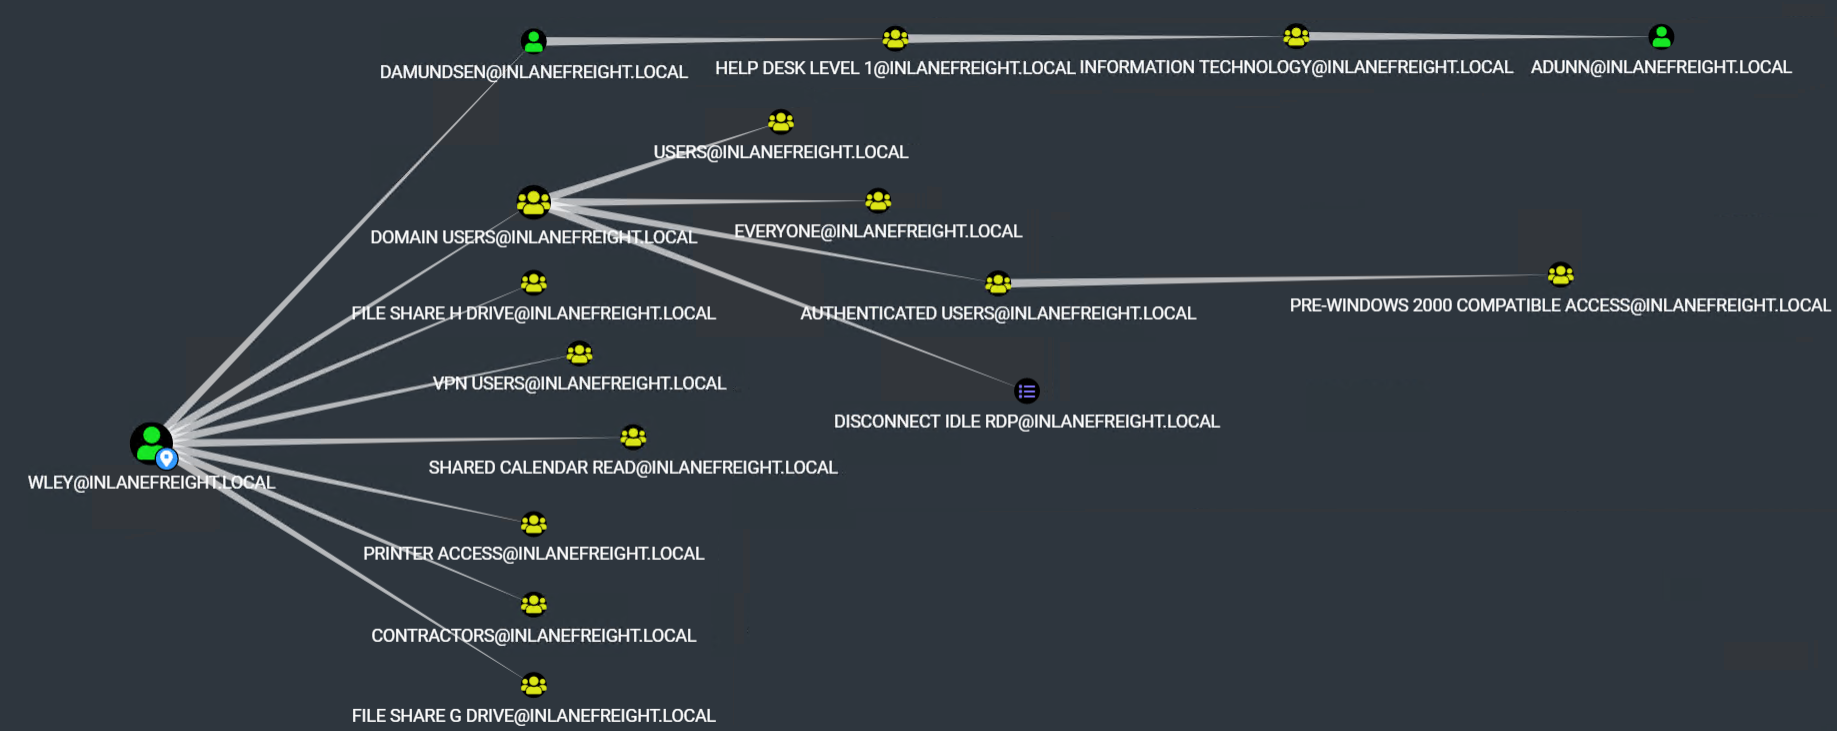 DAMUNDSEN@INLANEFREIGHT.LOCAL
HELP DESK LEVEL 1@INLANEFREIGHT.LOCAL
INFORMATION TECHNOLOGY@INLANEFREIGHT.LOCAL
ADUNN@INLANEFREIGHT.LOCAL
USERS@INLANEFREIGHT.LOCAL
DOMAIN USERS@INLANEFREIGHT.LOCAL
EVERYONE@INLANEFREIGHT.LOCAL
FILE SHARE H DRIVE@INLANEFREIGHT.LOCAL
AUTHENTICATED USERS@INLANEFREIGHT.LOCAL
PRE-WINDOWS 2000 COMPATIBLE ACCESS@INLANEFREIGHT.LOCAL
VPN USERS@INLANEFREIGHT.LOCAL
DISCONNECT IDLE RDP@INLANEFREIGHT.LOCAL
SHARED CALENDAR READ@INLANEFREIGHT.LOCAL
WLEY@INLANEFREIGHT.LOCAL
PRINTER ACCESS@INLANEFREIGHT.LOCAL
CONTRACTORS@INLANEFREIGHT.LOCAL
FILE SHARE G DRIVE@INLANEFREIGHT.LOCAL